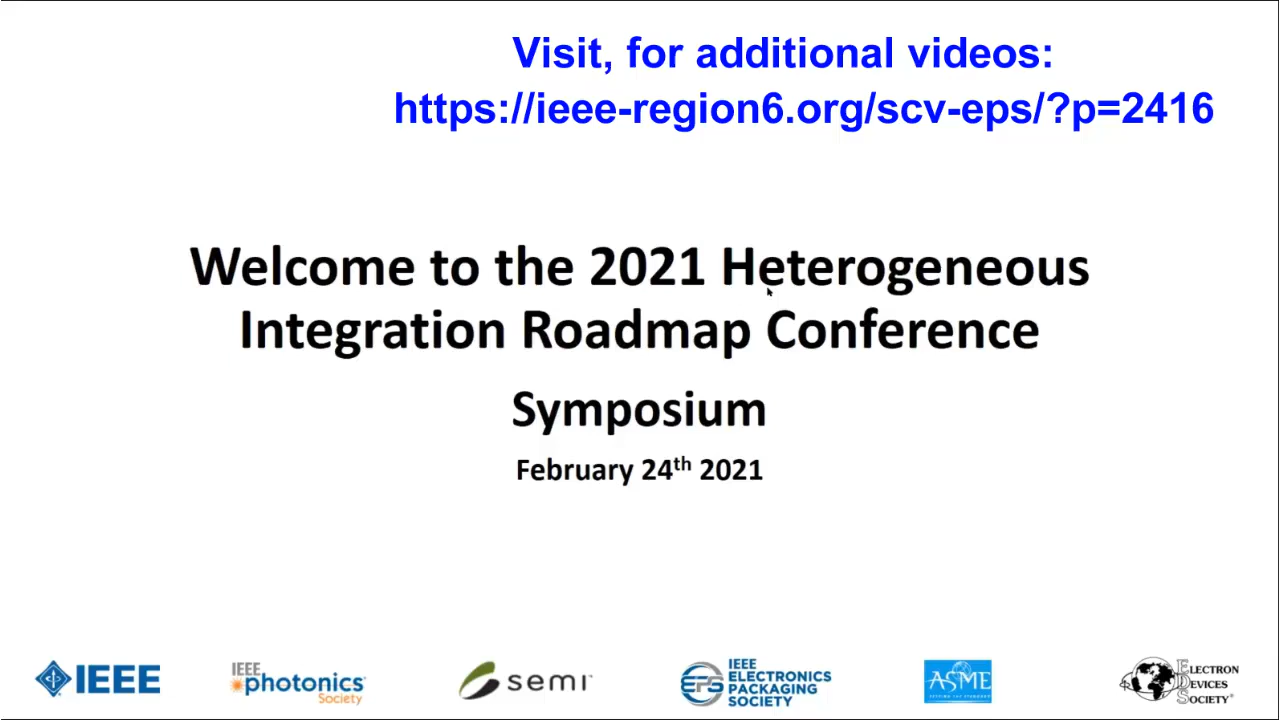 Visit, for additional videos:
https://ieee-region6.org/scv-eps/?p=2416
Welcome to the 2021 Heterogeneous
Integration Roadmap Conference
Symposium
February 24th 2021
IEEE
IEEE
photonics
Society
semi
EPS
IEEE
ELECTRONICS
PACKAGING
SOCIETY
ASME
ELECTRON
DEVICES
SOCIETY®